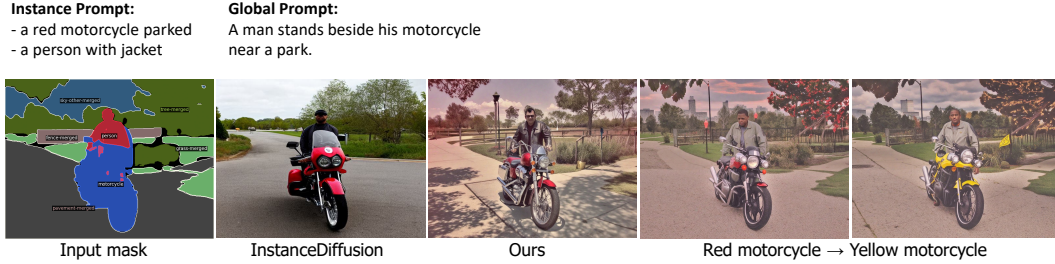 Instance Prompt:
- a red motorcycle parked
- a person with jacket
Global Prompt:
A man stands beside his motorcycle
near a park.
sky-other-merged
tree-merged
fence-merged
person
grass-merged
motorcycle
pavement-merged
Input mask
InstanceDiffusion
Ours
Red motorcycle → Yellow motorcycle